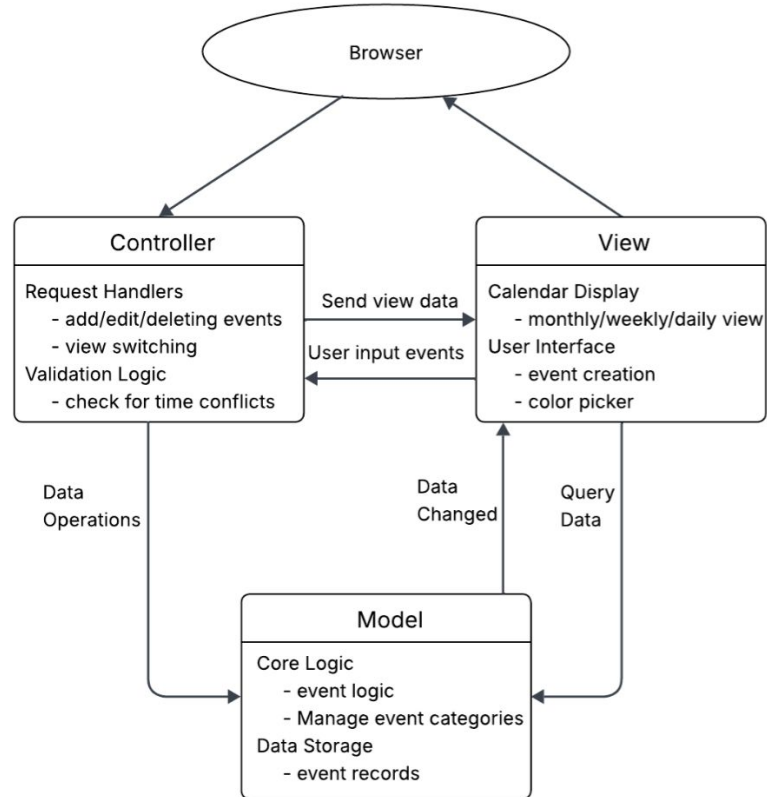 Browser
Controller
Request Handlers
- add/edit/deleting events
- view switching
Validation Logic
- check for time conflicts
Send view data
User input events
View
Calendar Display
- monthly/weekly/daily view
User Interface
- event creation
- color picker
Data
Operations
Data
Changed
Query
Data
Model
Core Logic
- event logic
- Manage event categories
Data Storage
- event records